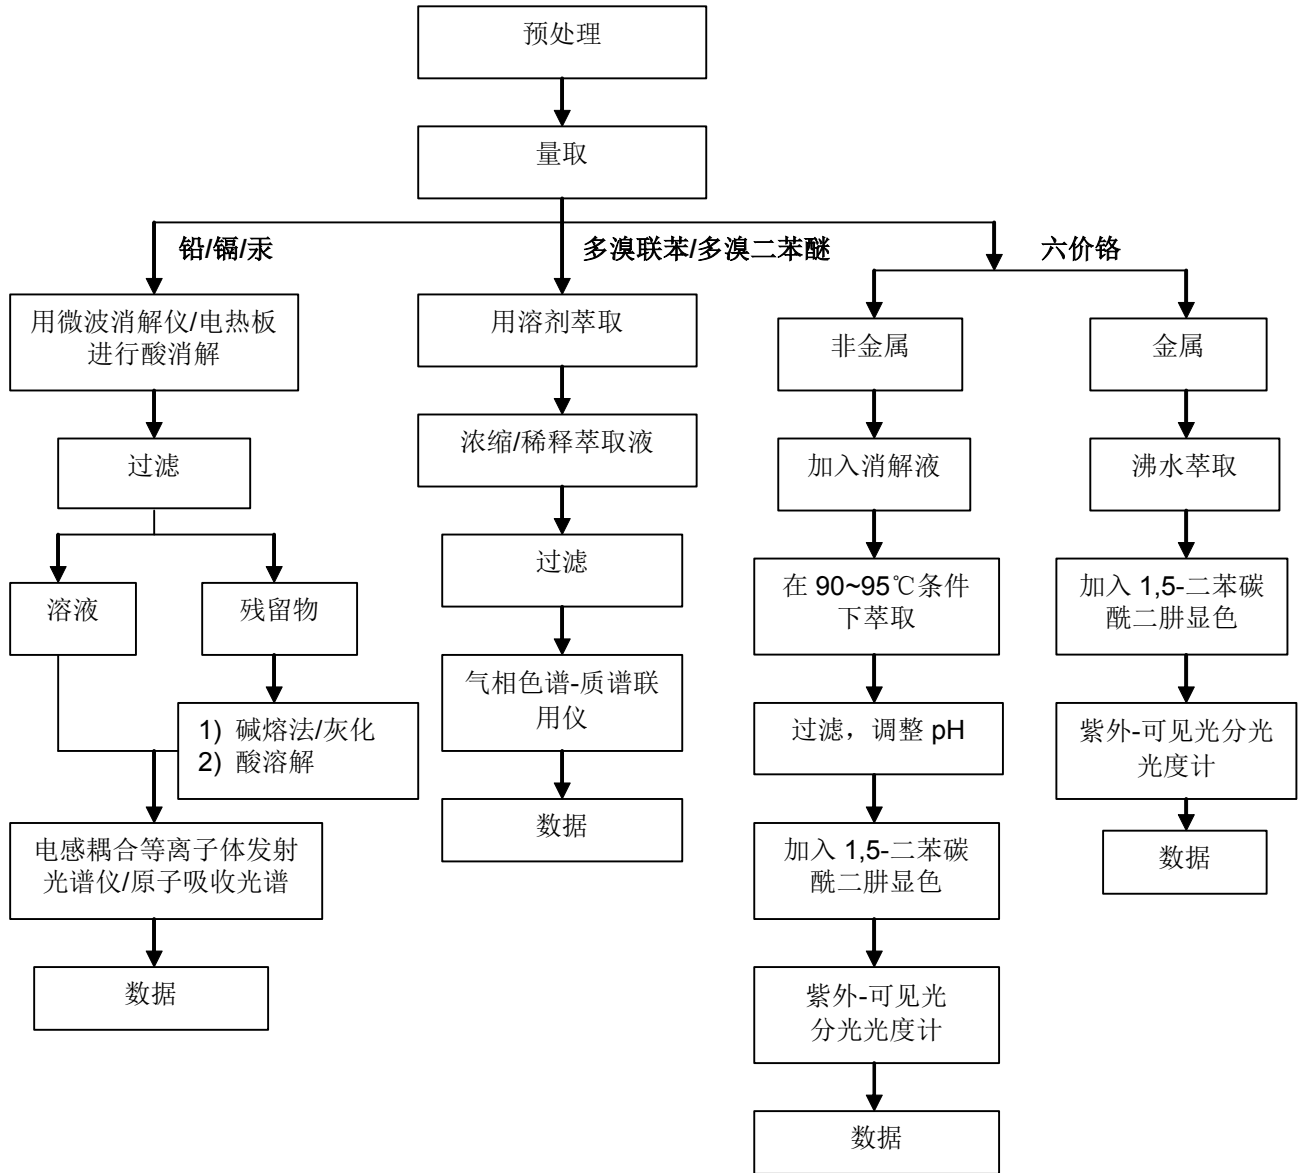 预处理
量取
铅/镉/汞
多溴联苯/多溴二苯醚
六价铬
用微波消解仪/电热板
进行酸消解
过滤
溶液
残留物
1) 碱熔法/灰化
2) 酸溶解
电感耦合等离子体发射
光谱仪/原子吸收光谱
数据
用溶剂萃取
浓缩/稀释萃取液
过滤
气相色谱-质谱联
用仪
数据
非金属
加入消解液
在 90~95℃条件
下萃取
过滤，调整 pH
加入 1,5-二苯碳
酰二肼显色
紫外-可见光
分光光度计
数据
金属
沸水萃取
加入 1,5-二苯碳
酰二肼显色
紫外-可见光分光
光度计
数据